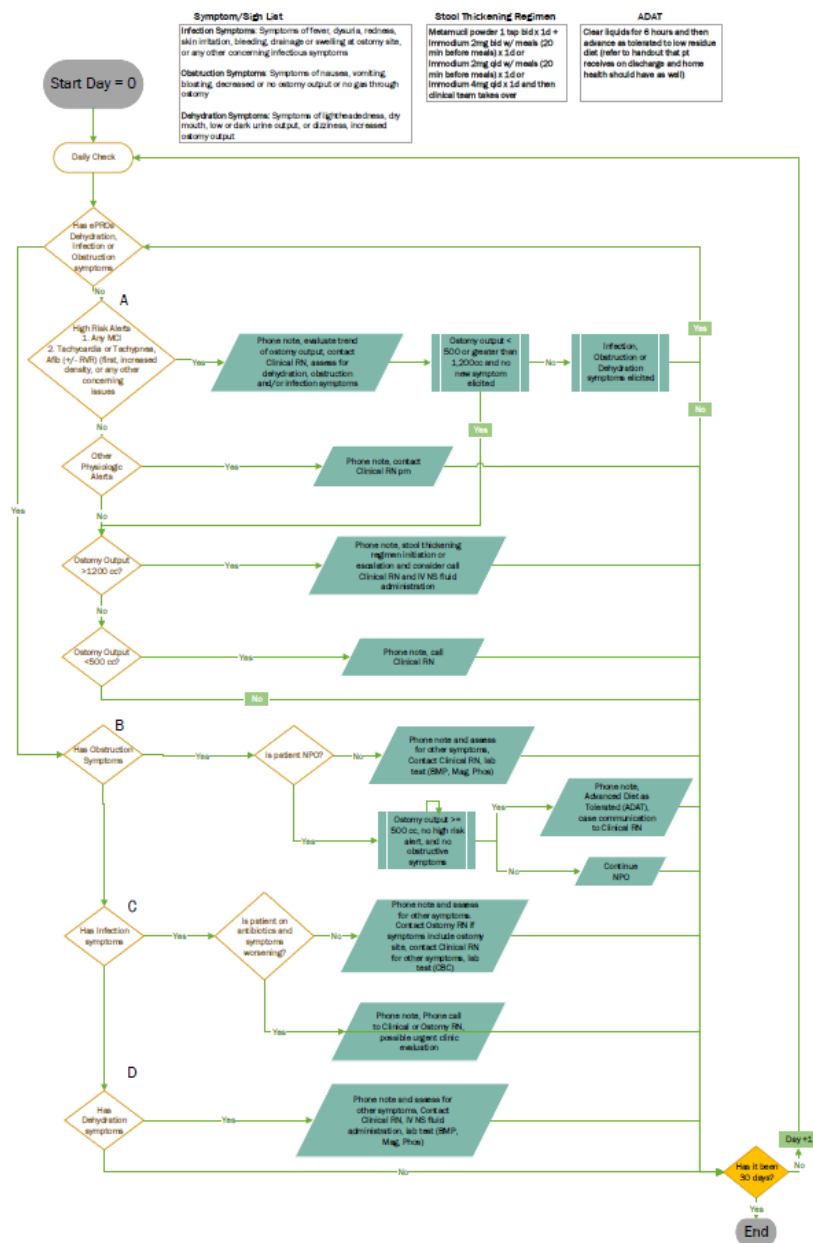 Symptom/Sign List
Infection Symptoms: Symptoms of fever, dysuria, redness,
skin irritation, bleeding, drainage or swelling at ostomy site,
or any other concerning infectious symptoms
Obstruction Symptoms: Symptoms of nausea, vomiting,
bloating, decreased or no ostomy output or no gas through
ostomy
Dehydration Symptoms: Symptoms of lightheadedness, dry
mouth, low or dark urine output, or dizziness, increased
ostomy output
Stool Thickening Regimen
Metamucil powder 1 tsp bid x 1d +
Immodium 2mg bid w/ meals (20
min before meals) x 1d or
Immodium 2mg qid w/ meals (20
min before meals) x 1d or
Immodium 4mg qid x 1d and then
clinical team takes over
ADAT
Clear liquids for 6 hours and then
advance as tolerated to low residue
diet (refer to handout that pt
receives on discharge and home
health should have as well)
Start Day = 0
Daily Check
Has ePROs
Dehydration,
Infection or
Obstruction
symptoms
No
A
High Risk Alerts
1. Any MCI
2. Tachycardia or Tachypnea,
Afib (+/- RVR) (first, increased
density, or any other
concerning
issues
Yes
Phone note, evaluate trend
of ostomy output, contact
Clinical RN, assess for
dehydration, obstruction
and/or infection symptoms
Ostomy output <
500 or greater than
1,200cc and no
new symptom
elicited
No
Infection,
Obstruction or
Dehydration
symptoms elicited
Yes
No
Yes
No
Other
Physiologic
Alerts
Yes
Phone note, contact
Clinical RN prn
Yes
No
Ostomy Output
>1200 cc?
Yes
Phone note, stool thickening
regimen initiation or
escalation and consider call
Clinical RN and IV NS fluid
administration
No
Ostomy Output
<500 cc?
Yes
Phone note, call
Clinical RN
No
B
Has Obstruction
Symptoms
Yes
Is patient NPO?
No
Phone note and assess
for other symptoms,
Contact Clinical RN, lab
test (BMP, Mag, Phos)
Yes
Ostomy output >=
500 cc, no high risk
alert, and no
obstructive
symptoms
Yes
Phone note,
Advanced Diet as
Tolerated (ADAT),
case communication
to Clinical RN
No
Continue
NPO
C
Has Infection
symptoms
Yes
Is patient on
antibiotics and
symptoms
worsening?
No
Phone note and assess
for other symptoms.
Contact Ostomy RN if
symptoms include ostomy
site, contact Clinical RN
for other symptoms, lab
test (CBC)
Yes
Phone note, Phone call
to Clinical or Ostomy RN,
possible urgent clinic
evaluation
D
Has
Dehydration
symptoms
Yes
Phone note and assess for
other symptoms, Contact
Clinical RN, IV NS fluid
administration, lab test (BMP,
Mag, Phos)
No
Has it been
30 days?
No
Day +1
Yes
End